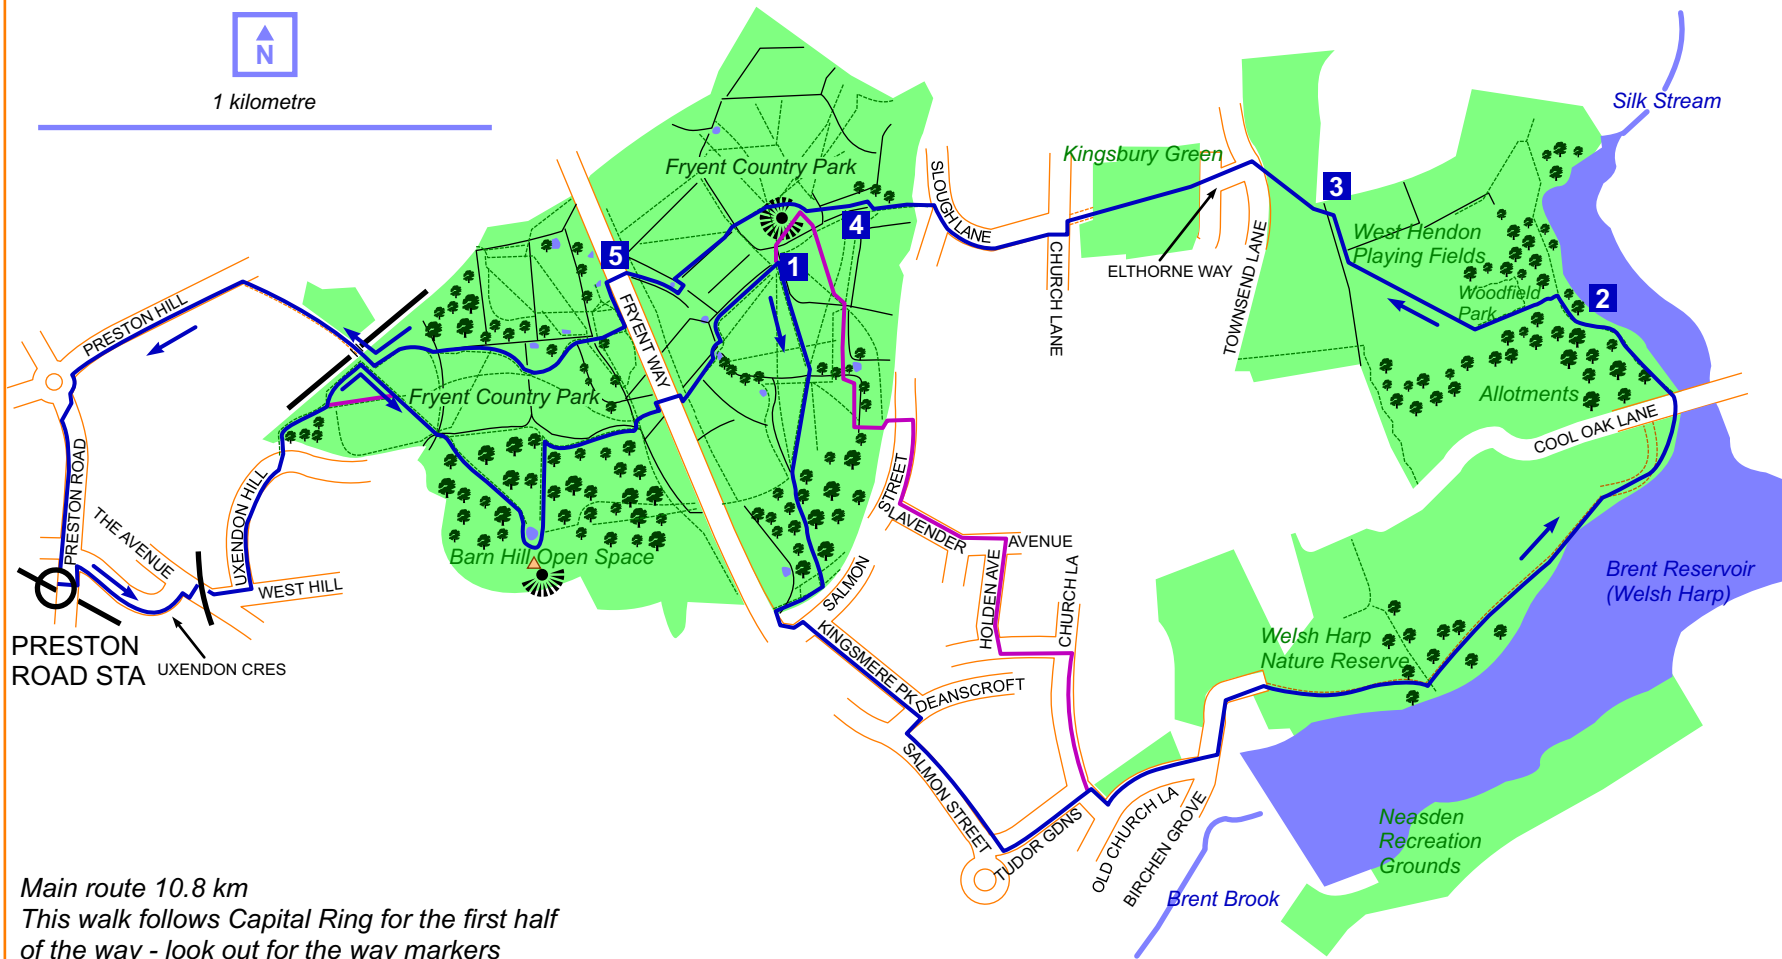 N
1 kilometre
Silk Stream
Fryent Country Park
Kingsbury Green
SLOUGH LANE
3
4
West Hendon
Playing Fields
5
1
CHURCH LANE
ELTHORNE WAY
TOWNSEND LANE
Woodfield
Park
2
PRESTON HILL
FRYENT WAY
Fryent Country Park
Allotments
COOL OAK LANE
PRESTON ROAD
THE AVENUE
UXENDON HILL
STREET
LAVENDER
AVENUE
Barn Hill Open Space
WEST HILL
SALMON
HOLDEN AVE
CHURCH LA
Brent Reservoir
(Welsh Harp)
PRESTON
ROAD STA
UXENDON CRES
KINGSMERE PK
DEANSCROFT
Welsh Harp
Nature Reserve
SALMON STREET
TUDOR GDNS
OLD CHURCH LA
BIRCHEN GROVE
Neasden
Recreation
Grounds
Brent Brook
Main route 10.8 km
This walk follows Capital Ring for the first half
of the way - look out for the way markers